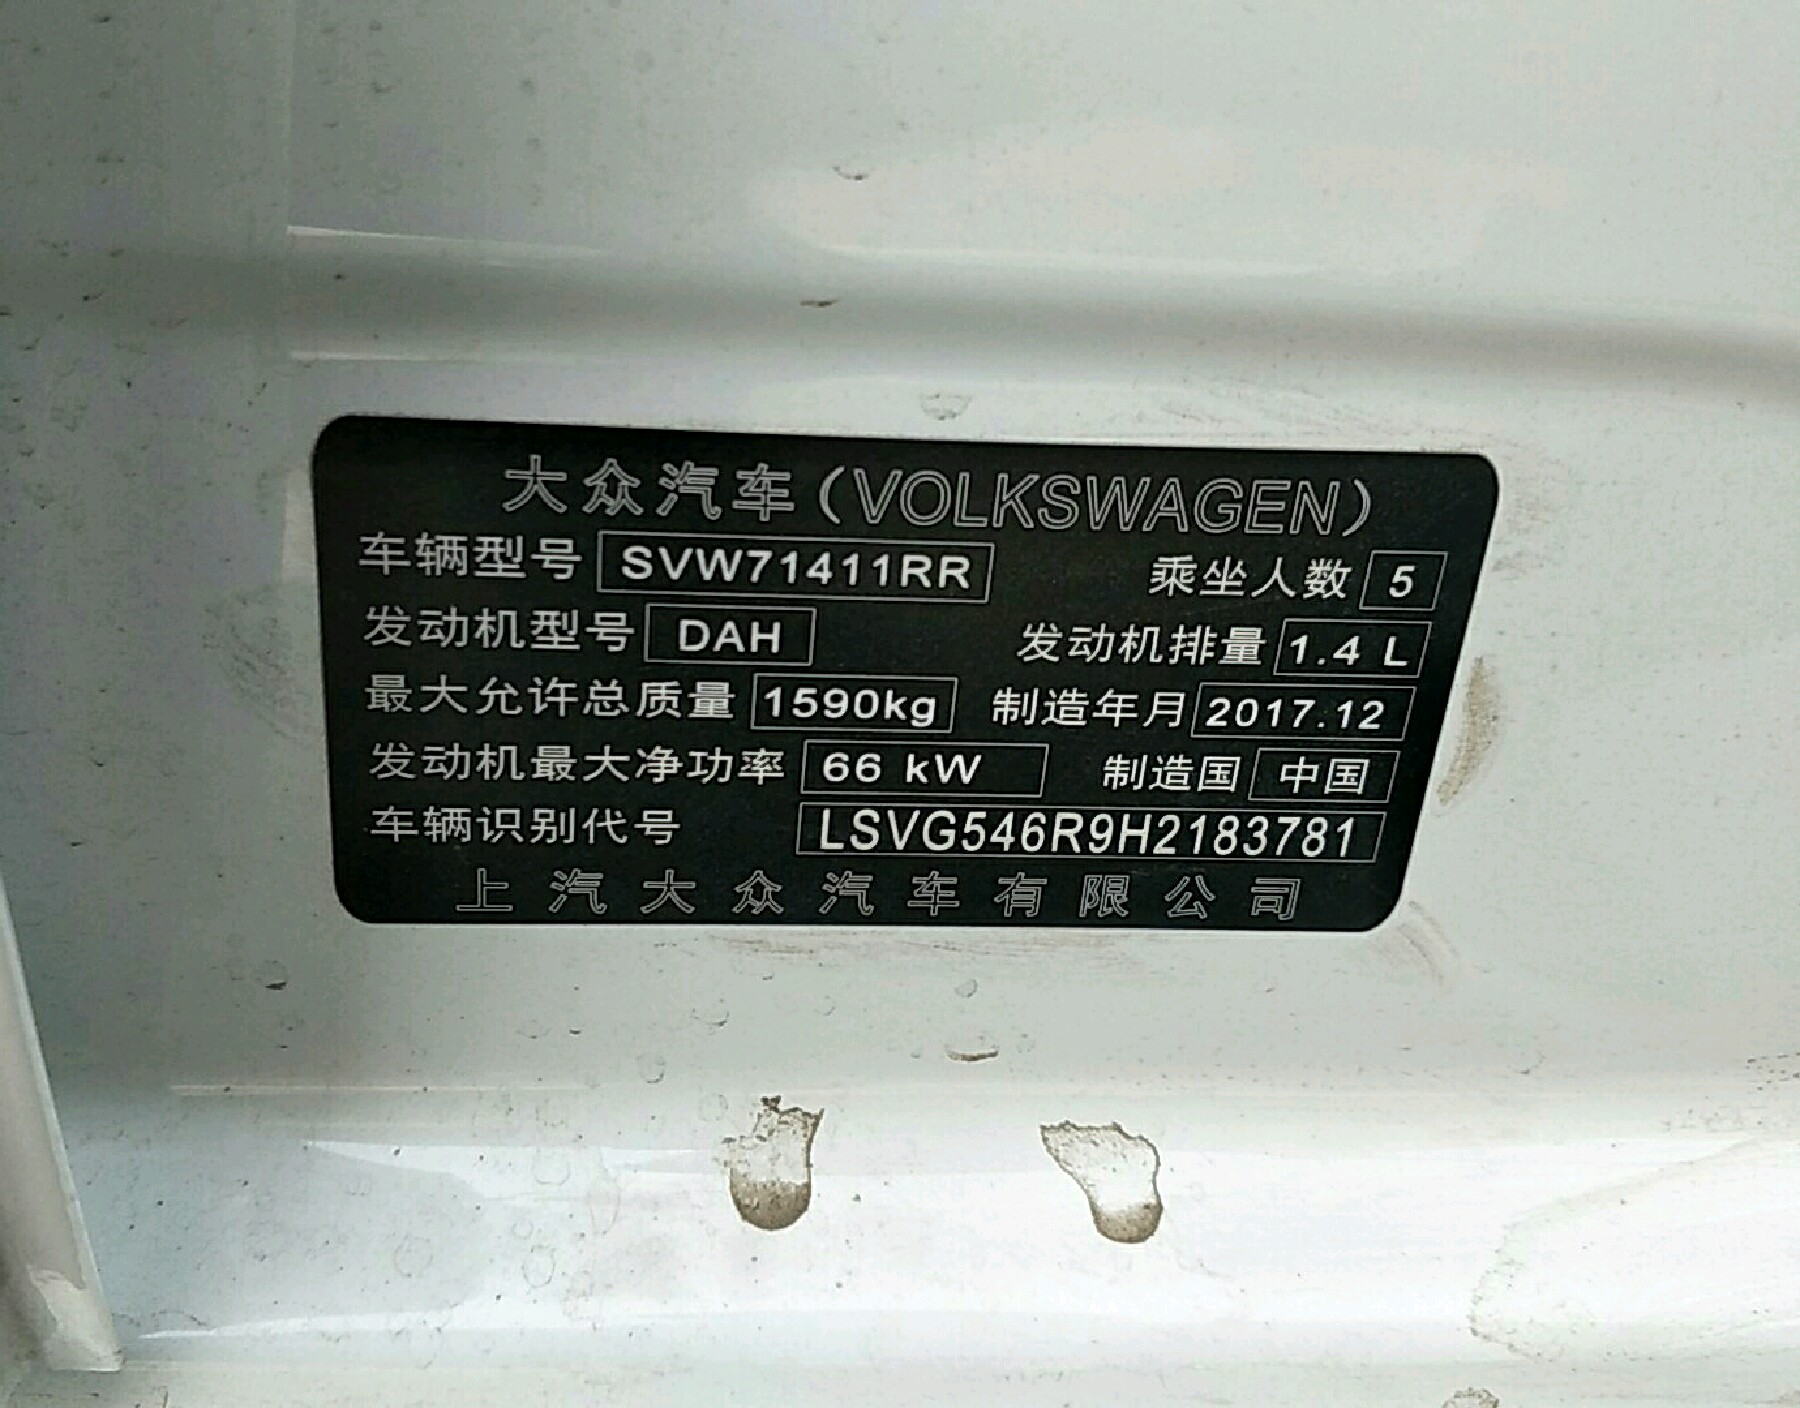 大众汽车(VOLKSWAGEN)
车辆型号 SVW71411RR 乘坐人数 5
发动机型号 DAH 发动机排量 1.4 L
最大允许总质量 1590kg 制造年月 2017.12
发动机最大净功率 66 kW 制造国 中国
车辆识别代号 LSVG546R9H2183781
上汽大众汽车有限公司